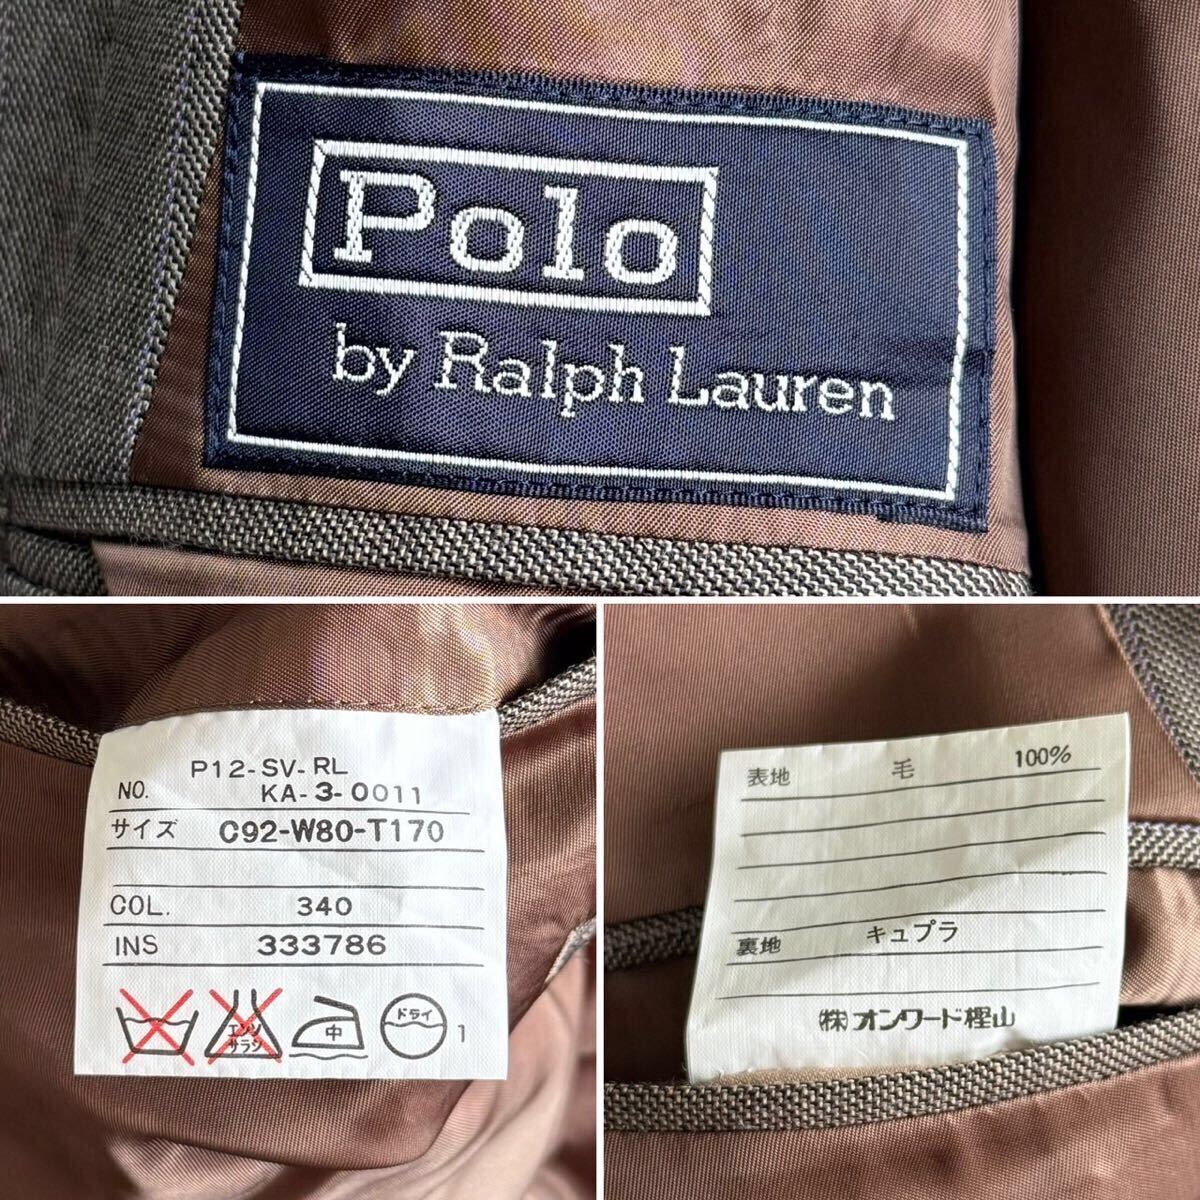 Polo
by Ralph Lauren
P12-SV-RL
NO. KA-3-0011
サイズ C92-W80-T170
COL. 340
INS 333786
エンソ
サラシ
中
ドライ
1
表地 毛 100%
裏地 キュプラ
㈱オンワード樫山